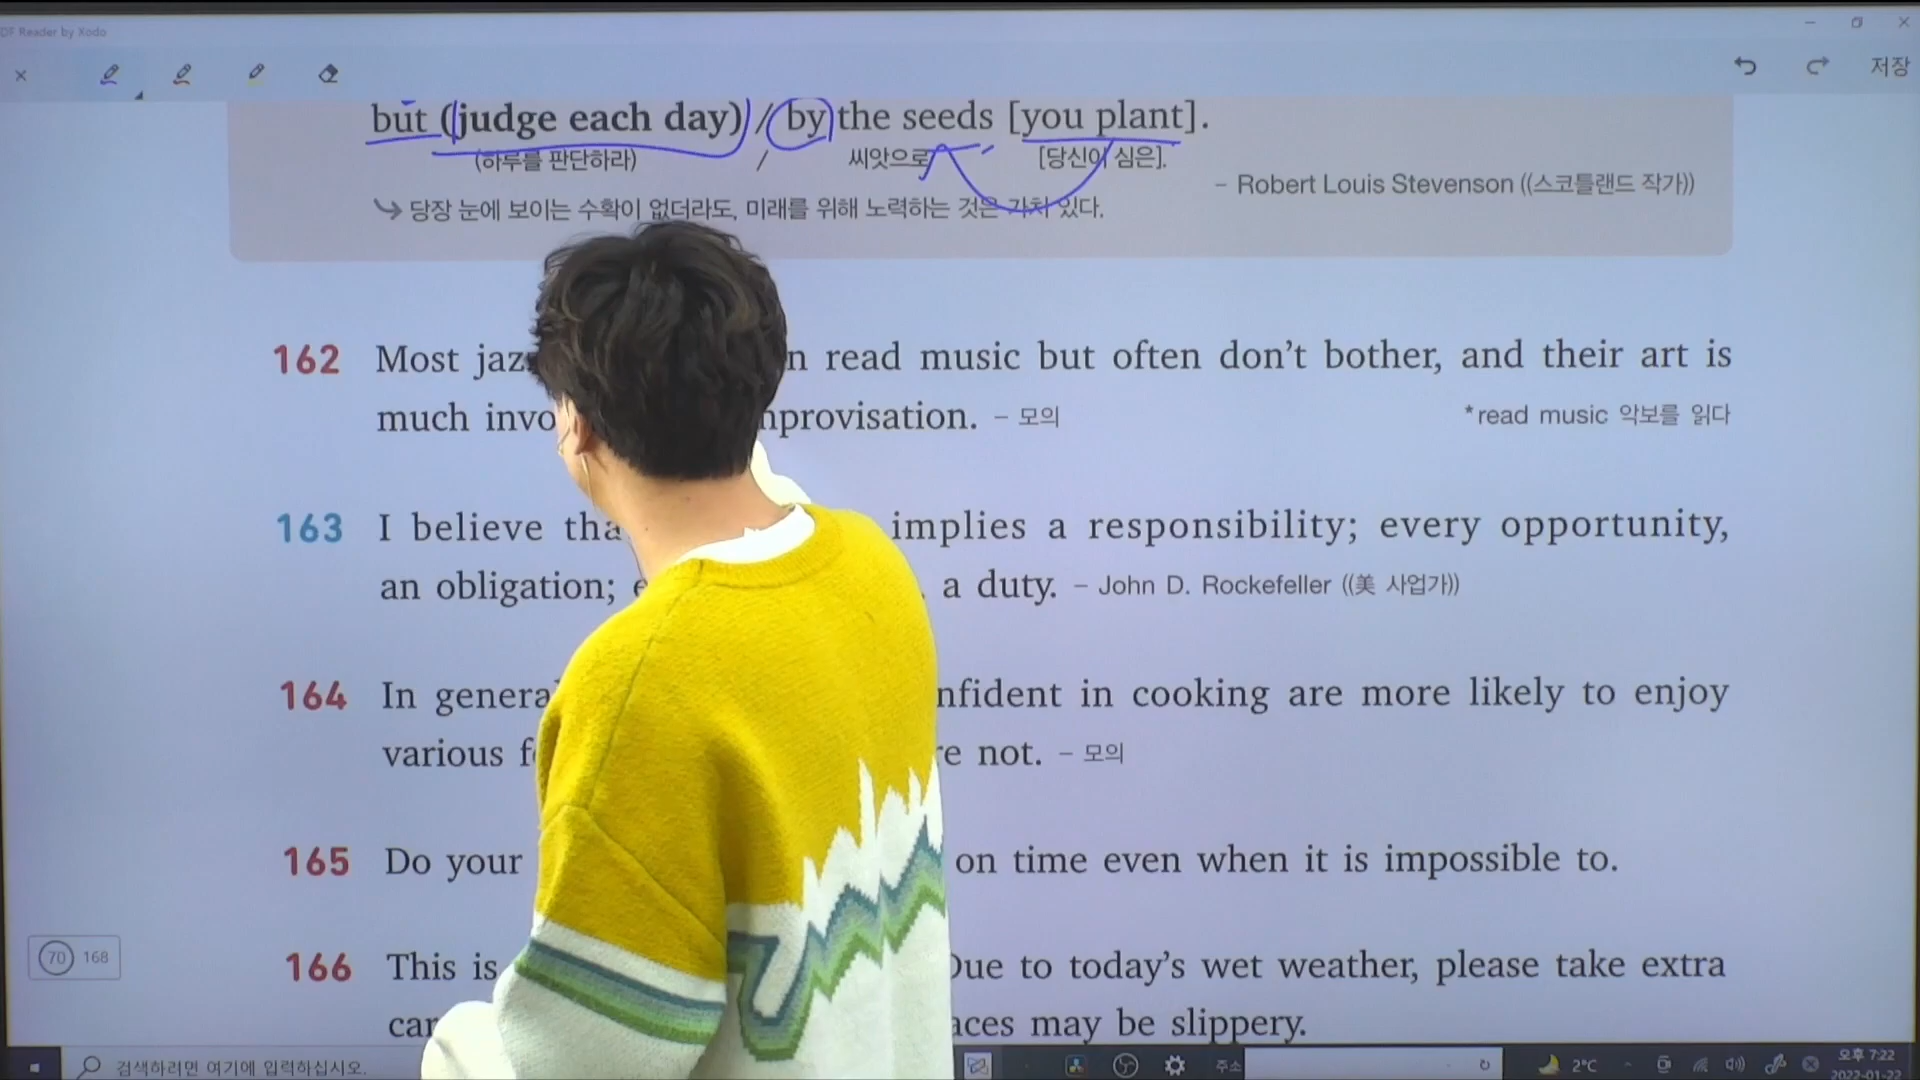 DF Reader by Xodo
저장
but (judge each day) / by the seeds [you plant].
(하루를 판단하라) / 씨앗으로 [당신이 심은].
– Robert Louis Stevenson ((스코틀랜드 작가))
당장 눈에 보이는 수확이 없더라도, 미래를 위해 노력하는 것은 가치 있다.
162 Most read music but often don't bother, and their art is
much – 모의 *read music 악보를 읽다
163 I believe implies a responsibility; every opportunity,
an obligation; a duty. – John D. Rockefeller ((美 사업가))
164 In in cooking are more likely to enjoy
various not. – 모의
165 Do your on time even when it is impossible to.
166 This is Due to today's wet weather, please take extra
may be slippery.
70 168
검색하려면 여기에 입력하십시오.
주소
2°C
오후 7:22
2022-01-22